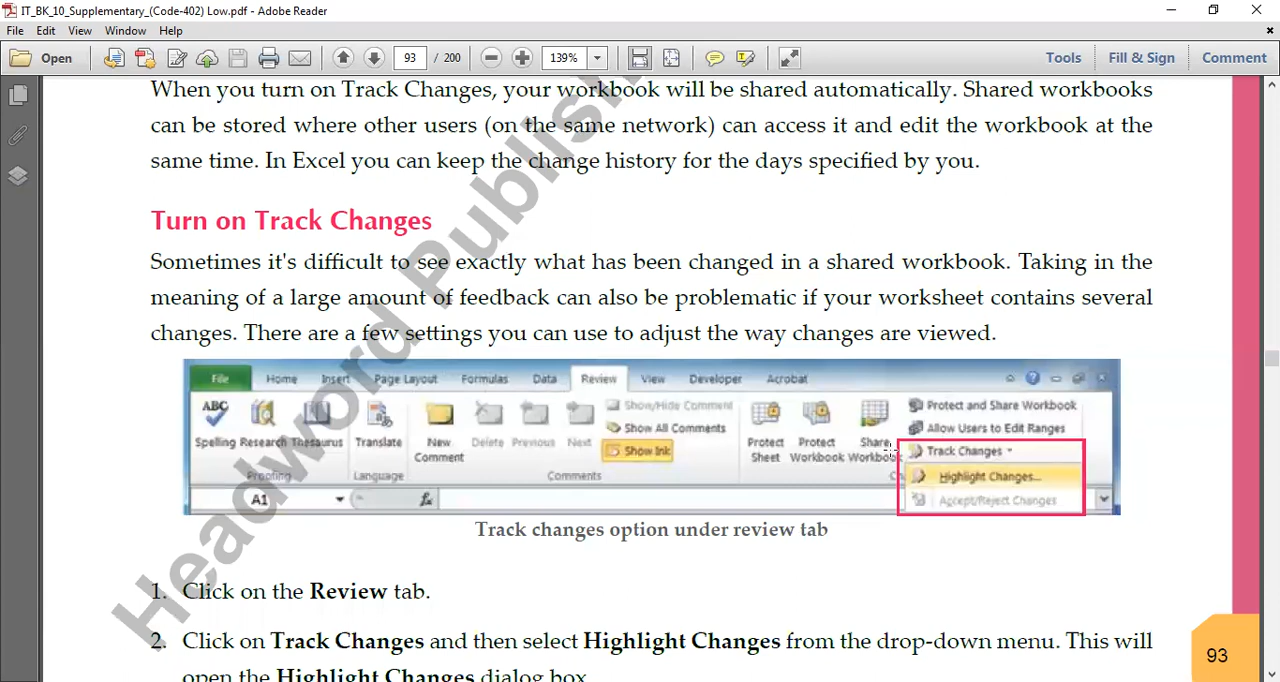 IT_BK_10_Supplementary_(Code-402) Low.pdf - Adobe Reader
File Edit View Window Help
Open 93 / 200 139% Tools Fill & Sign Comment
When you turn on Track Changes, your workbook will be shared automatically. Shared workbooks
can be stored where other users (on the same network) can access it and edit the workbook at the
same time. In Excel you can keep the change history for the days specified by you.
Turn on Track Changes
Sometimes it's difficult to see exactly what has been changed in a shared workbook. Taking in the
meaning of a large amount of feedback can also be problematic if your worksheet contains several
changes. There are a few settings you can use to adjust the way changes are viewed.
File Home Insert Page Layout Formulas Data Review View Developer Acrobat
ABC
Spelling Research Thesaurus
Proofing
Translate
Language
New
Comment
Delete Previous Next
Show/Hide Comment
Show All Comments
Show Ink
Comments
Protect
Sheet
Protect
Workbook
Share
Workbook
Protect and Share Workbook
Allow Users to Edit Ranges
Track Changes
Highlight Changes...
Accept/Reject Changes
A1 fx
Track changes option under review tab
1. Click on the Review tab.
2. Click on Track Changes and then select Highlight Changes from the drop-down menu. This will
open the Highlight Changes dialog box.
93
Headword Publish